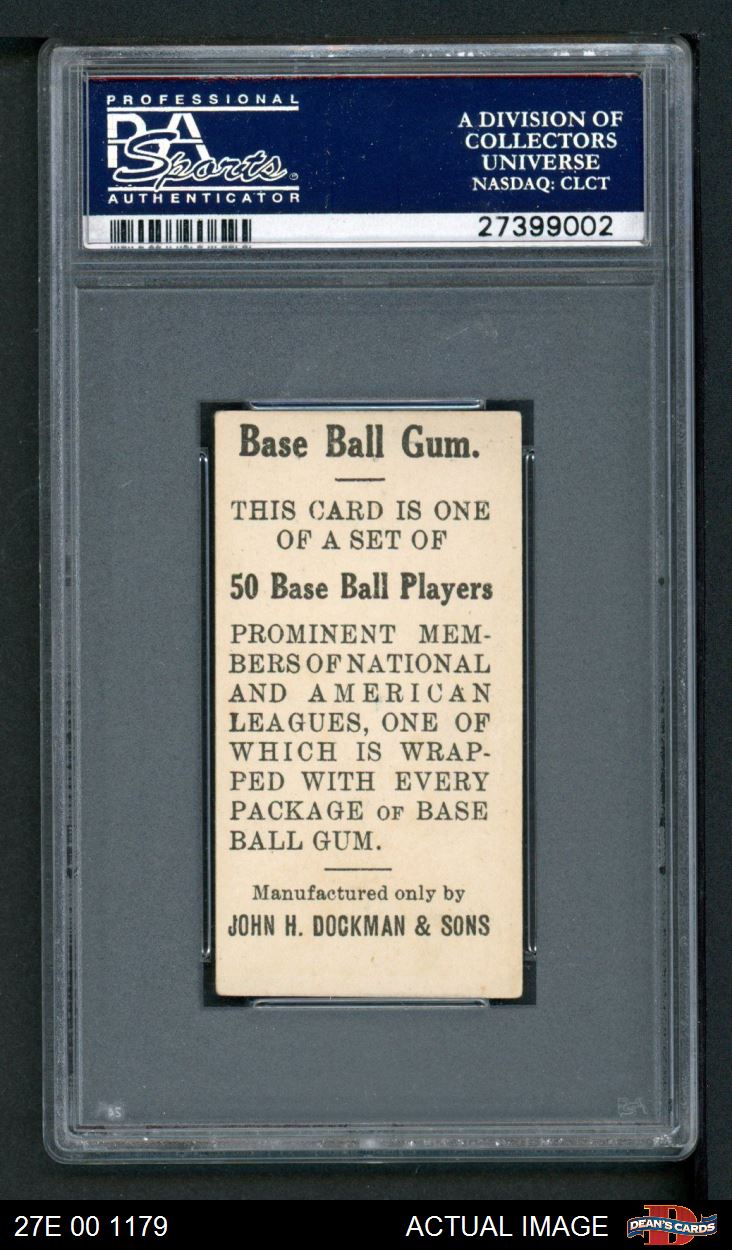 PROFESSIONAL
PSA
Sports
AUTHENTICATOR
A DIVISION OF
COLLECTORS
UNIVERSE
NASDAQ: CLCT
27399002
Base Ball Gum.
THIS CARD IS ONE
OF A SET OF
50 Base Ball Players
PROMINENT MEM-
BERS OF NATIONAL
AND AMERICAN
LEAGUES, ONE OF
WHICH IS WRAP-
PED WITH EVERY
PACKAGE OF BASE
BALL GUM.
Manufactured only by
JOHN H. DOCKMAN & SONS
27E 00 1179
ACTUAL IMAGE
DEAN'S CARDS